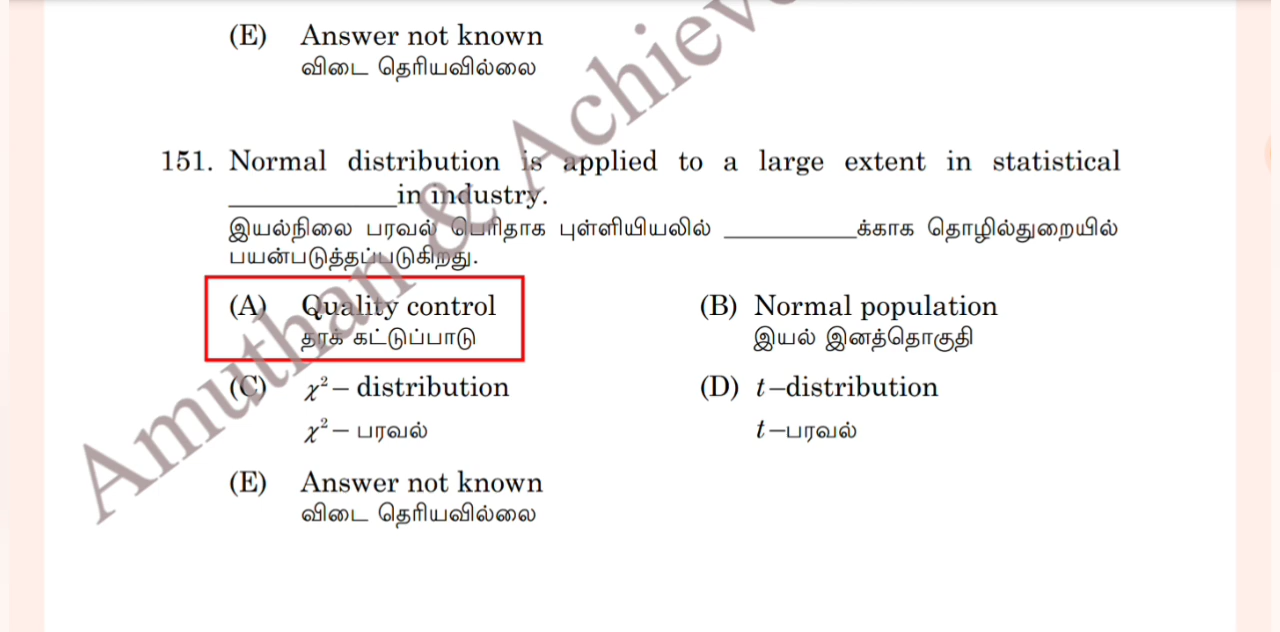 (E) Answer not known
விடை தெரியவில்லை
151. Normal distribution is applied to a large extent in statistical
____________in industry.
இயல்நிலை பரவல் பெரிதாக புள்ளியியலில் __________க்காக தொழில்துறையில்
பயன்படுத்தப்படுகிறது.
(A) Quality control (B) Normal population
தரக் கட்டுப்பாடு இயல் இனத்தொகுதி
(C) χ² – distribution (D) t–distribution
χ² – பரவல் t–பரவல்
(E) Answer not known
விடை தெரியவில்லை
Amuthan & Achiev